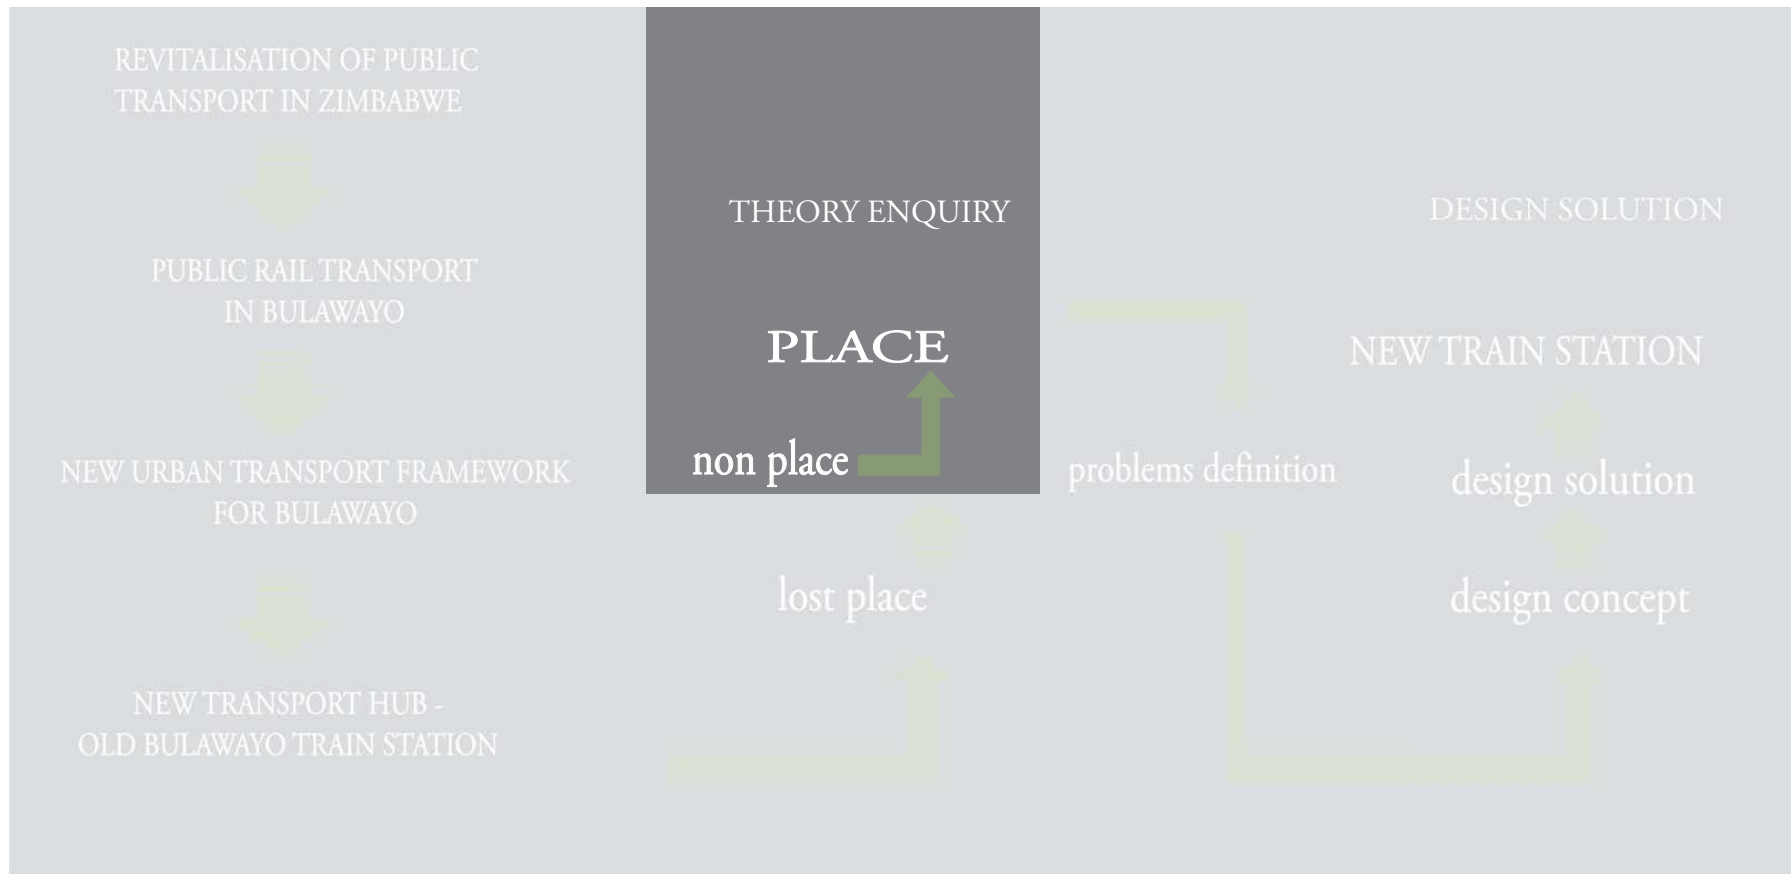 REVITALISATION OF PUBLIC
TRANSPORT IN ZIMBABWE
PUBLIC RAIL TRANSPORT
IN BULAWAYO
NEW URBAN TRANSPORT FRAMEWORK
FOR BULAWAYO
NEW TRANSPORT HUB -
OLD BULAWAYO TRAIN STATION
THEORY ENQUIRY
PLACE
non place
lost place
problems definition
DESIGN SOLUTION
NEW TRAIN STATION
design solution
design concept